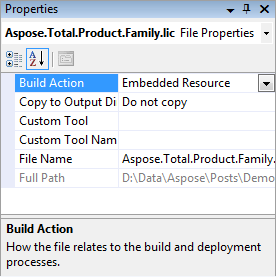 Properties
Aspose.Total.Product.Family.lic File Properties
Build Action Embedded Resource
Copy to Output Di Do not copy
Custom Tool
Custom Tool Nam
File Name Aspose.Total.Product.Family.
Full Path D:\Data\Aspose\Posts\Demo
Build Action
How the file relates to the build and deployment
processes.